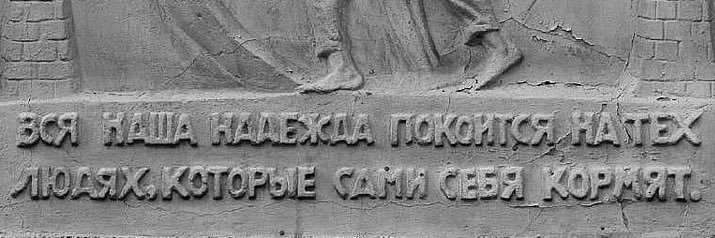 ВСЯ НАША НАДЕЖДА ПОКОИТСЯ НА ТЕХ
ЛЮДЯХ, КОТОРЫЕ САМИ СЕБЯ КОРМЯТ.